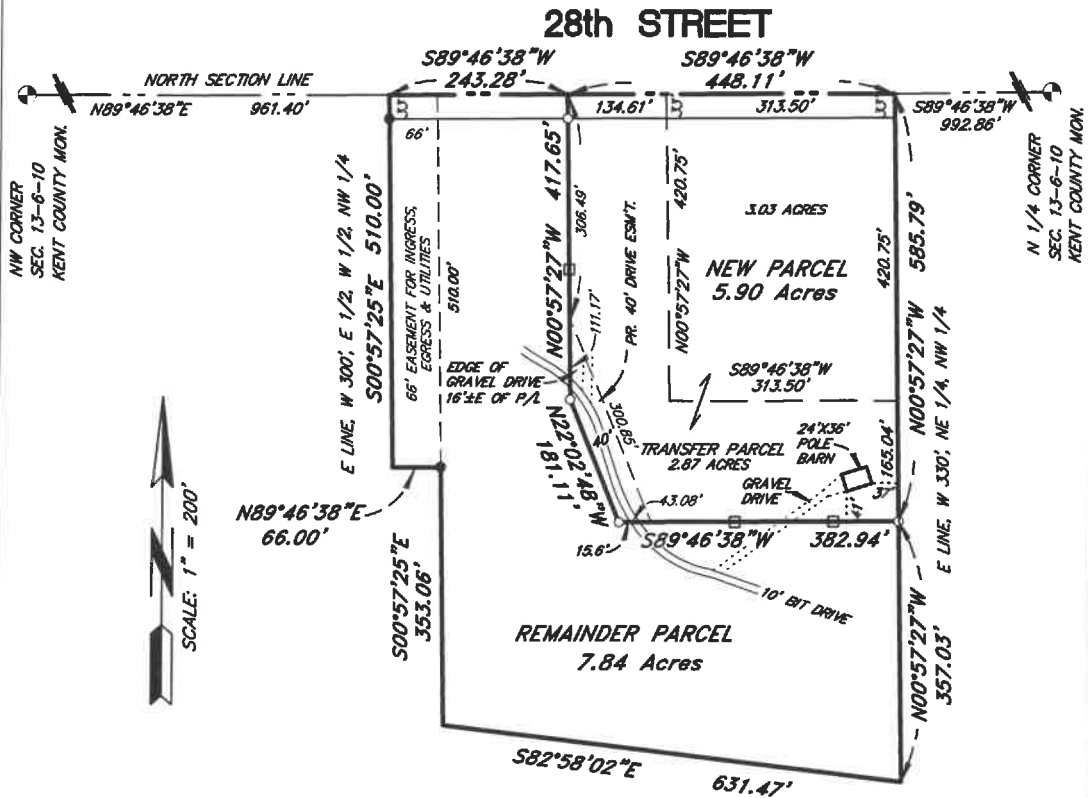 28th STREET
S89°46'38"W
243.28'
S89°46'38"W
448.11'
NORTH SECTION LINE
N89°46'38"E 961.40'
134.61'
313.50'
S89°46'38"W
992.86'
NW CORNER
SEC. 13-6-10
KENT COUNTY MON.
N 1/4 CORNER
SEC. 13-6-10
KENT COUNTY MON.
66'
E LINE, W 300', E 1/2, W 1/2, NW 1/4
S00°57'25"E 510.00'
66' EASEMENT FOR INGRESS,
EGRESS & UTILITIES
510.00'
N00°57'27"W 417.65'
306.49'
111.17'
PR. 40' DRIVE ESM'T.
420.75'
N00°57'27"W
3.03 ACRES
NEW PARCEL
5.90 Acres
420.75'
585.79'
N00°57'27"W
E LINE, W 330', NE 1/4, NW 1/4
EDGE OF
GRAVEL DRIVE
16'±E OF P/L
S89°46'38"W
313.50'
N22°02'48"W
181.11'
300.85'
40'
TRANSFER PARCEL
2.87 ACRES
24'X36'
POLE
BARN
165.04'
GRAVEL
DRIVE
37'
41'
43.08'
15.6'
S89°46'38"W 382.94'
N89°46'38"E
66.00'
S00°57'25"E
353.06'
10' BIT DRIVE
SCALE: 1" = 200'
N
REMAINDER PARCEL
7.84 Acres
N00°57'27"W
357.03'
S82°58'02"E 631.47'